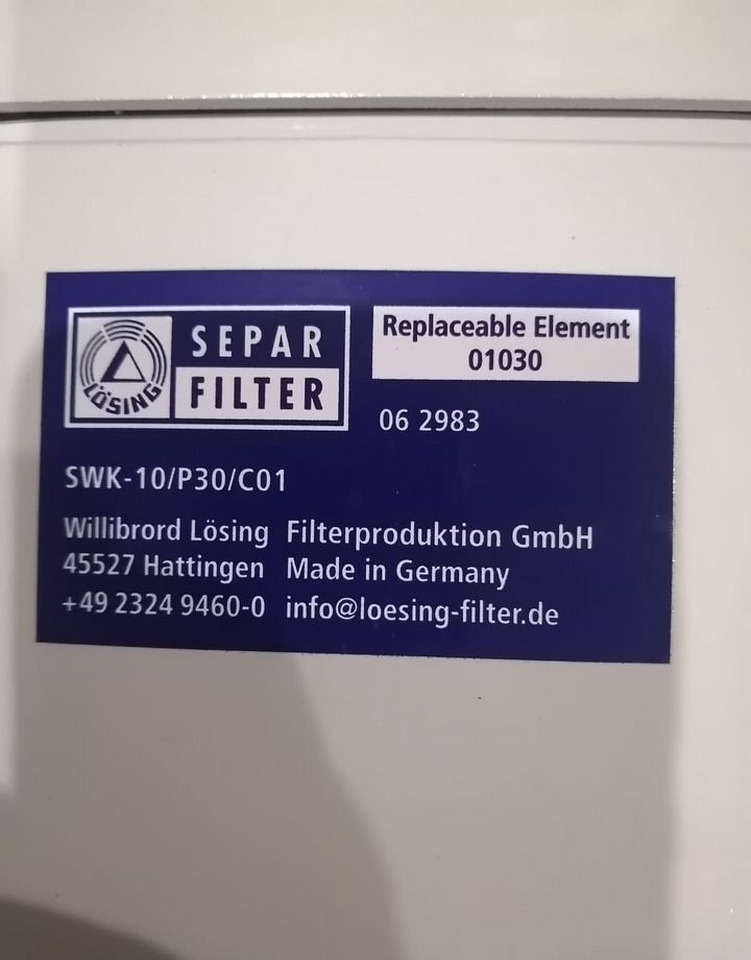 LÖSING
SEPAR
FILTER
Replaceable Element
01030
06 2983
SWK-10/P30/C01
Willibrord Lösing Filterproduktion GmbH
45527 Hattingen Made in Germany
+49 2324 9460-0 info@loesing-filter.de